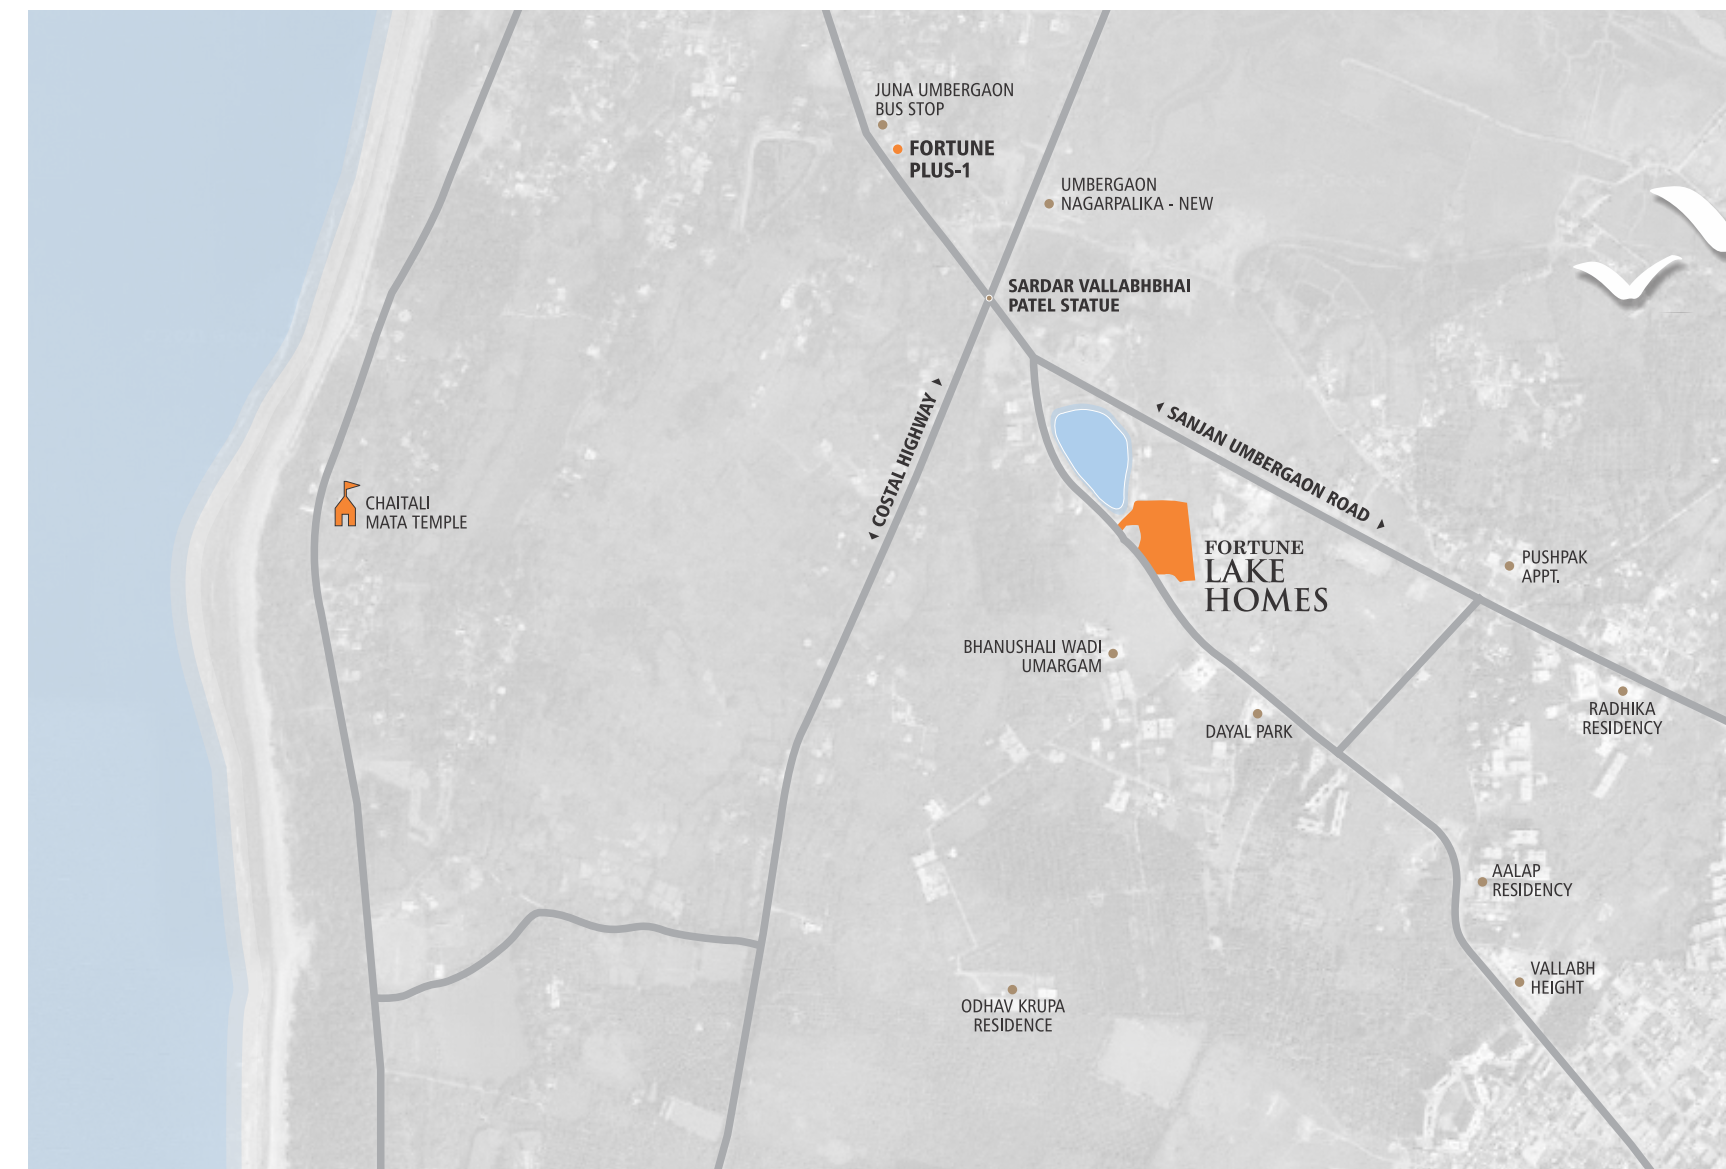 JUNA UMBERGAON
BUS STOP
FORTUNE
PLUS-1
UMBERGAON
NAGARPALIKA - NEW
SARDAR VALLABHBHAI
PATEL STATUE
COSTAL HIGHWAY
SANJAN UMBERGAON ROAD
CHAITALI
MATA TEMPLE
FORTUNE
LAKE
HOMES
PUSHPAK
APPT.
BHANUSHALI WADI
UMARGAM
DAYAL PARK
RADHIKA
RESIDENCY
AALAP
RESIDENCY
VALLABH
HEIGHT
ODHAV KRUPA
RESIDENCE